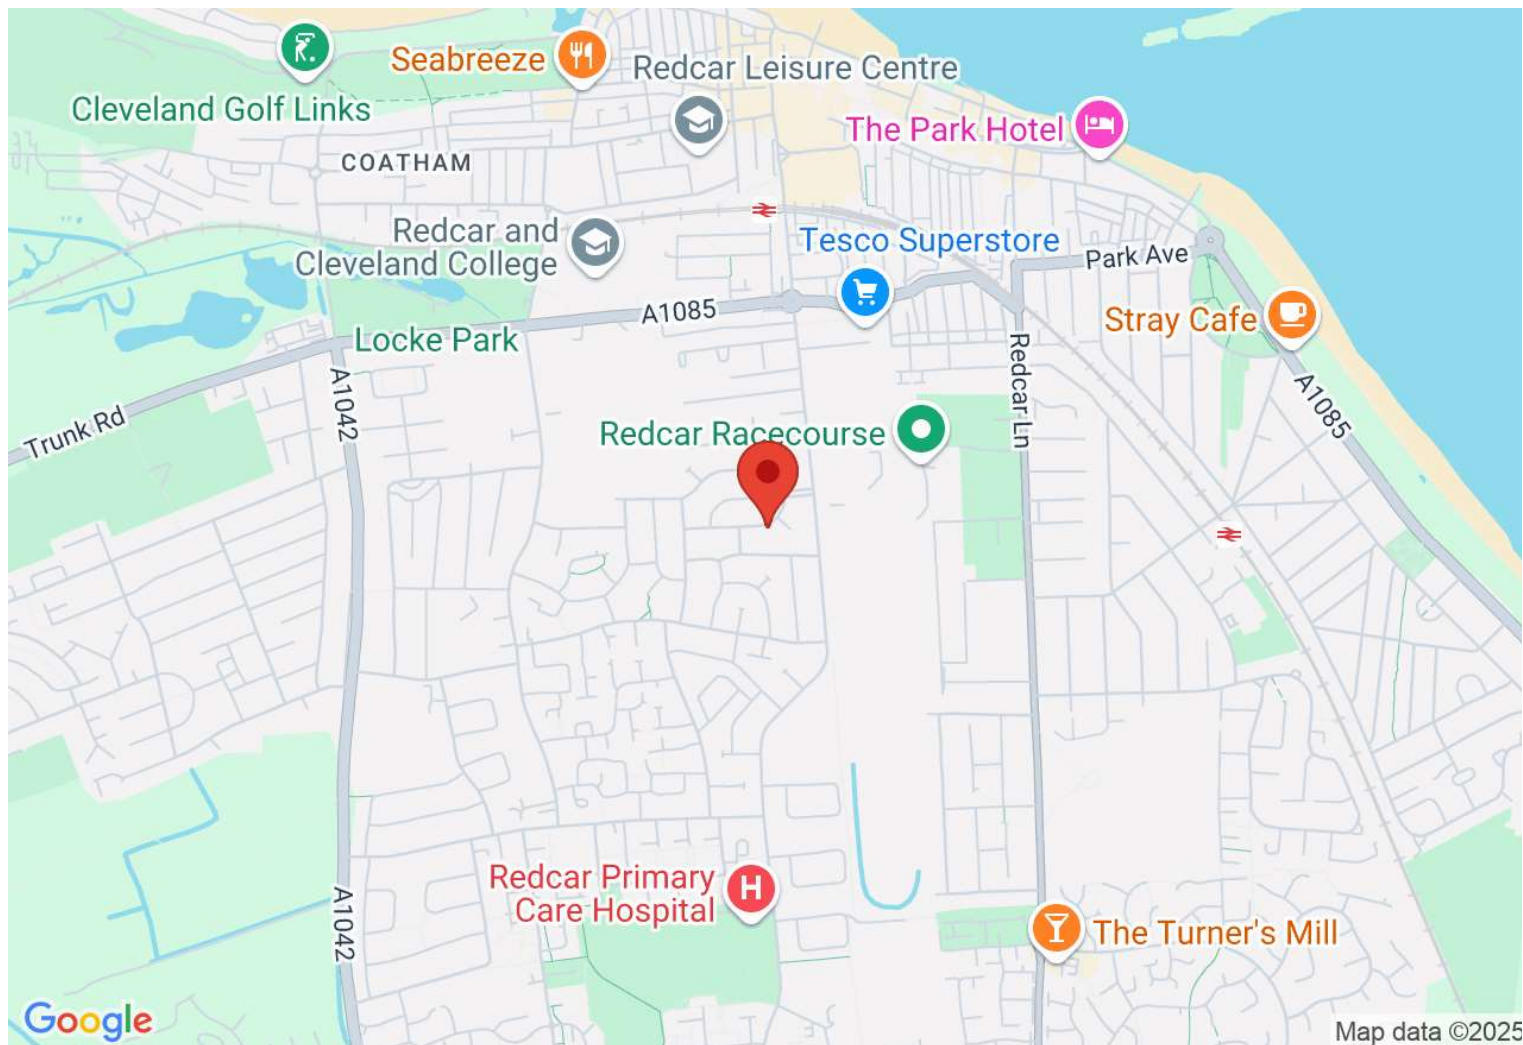 Seabreeze
Redcar Leisure Centre
Cleveland Golf Links
The Park Hotel
COATHAM
Redcar and
Cleveland College
Tesco Superstore
Park Ave
A1085
Stray Cafe
Locke Park
Redcar Ln
A1042
A1085
Trunk Rd
Redcar Racecourse
H
Redcar Primary
Care Hospital
A1042
The Turner's Mill
Google
Map data ©2025